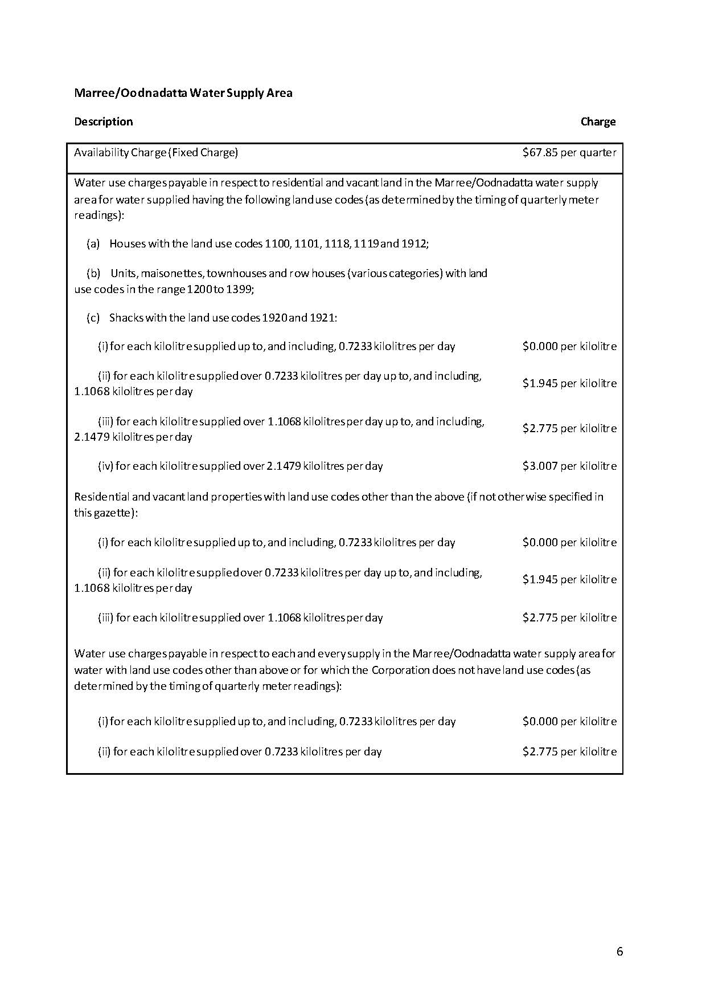 Marree/Oodnadatta Water Supply Area
Description Charge
Availability Charge (Fixed Charge) $67.85 per quarter
Water use charges payable in respect to residential and vacant land in the Marree/Oodnadatta water supply
area for water supplied having the following land use codes (as determined by the timing of quarterly meter
readings):
(a) Houses with the land use codes 1100, 1101, 1118, 1119 and 1912;
(b) Units, maisonettes, townhouses and row houses (various categories) with land
use codes in the range 1200 to 1399;
(c) Shacks with the land use codes 1920 and 1921:
(i) for each kilolitre supplied up to, and including, 0.7233 kilolitres per day $0.000 per kilolitre
(ii) for each kilolitre supplied over 0.7233 kilolitres per day up to, and including,
1.1068 kilolitres per day $1.945 per kilolitre
(iii) for each kilolitre supplied over 1.1068 kilolitres per day up to, and including,
2.1479 kilolitres per day $2.775 per kilolitre
(iv) for each kilolitre supplied over 2.1479 kilolitres per day $3.007 per kilolitre
Residential and vacant land properties with land use codes other than the above (if not otherwise specified in
this gazette):
(i) for each kilolitre supplied up to, and including, 0.7233 kilolitres per day $0.000 per kilolitre
(ii) for each kilolitre supplied over 0.7233 kilolitres per day up to, and including,
1.1068 kilolitres per day $1.945 per kilolitre
(iii) for each kilolitre supplied over 1.1068 kilolitres per day $2.775 per kilolitre
Water use charges payable in respect to each and every supply in the Marree/Oodnadatta water supply area for
water with land use codes other than above or for which the Corporation does not have land use codes (as
determined by the timing of quarterly meter readings):
(i) for each kilolitre supplied up to, and including, 0.7233 kilolitres per day $0.000 per kilolitre
(ii) for each kilolitre supplied over 0.7233 kilolitres per day $2.775 per kilolitre
6